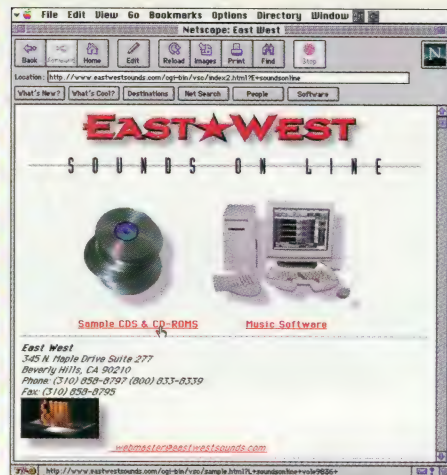 File Edit View Go Bookmarks Options Directory Window
Netscape: East West
Back Forward Home Edit Reload Images Print Find Stop
N
Location: http://www.eastwestsounds.com/cgi-bin/vsc/index2.html?E+soundsonline
What's New? What's Cool? Destinations Net Search People Software
EAST★WEST
SOUNDS ON LINE
Sample CDS & CD-ROMS Music Software
East West
345 N. Maple Drive Suite 277
Beverly Hills, CA 90210
Phone: (310) 858-8797 (800) 833-8339
Fax: (310) 858-8795
webmaster@eastwestsounds.com
http://www.eastwestsounds.com/cgi-bin/vsc/sample.html?L+soundsonline+vole9836+